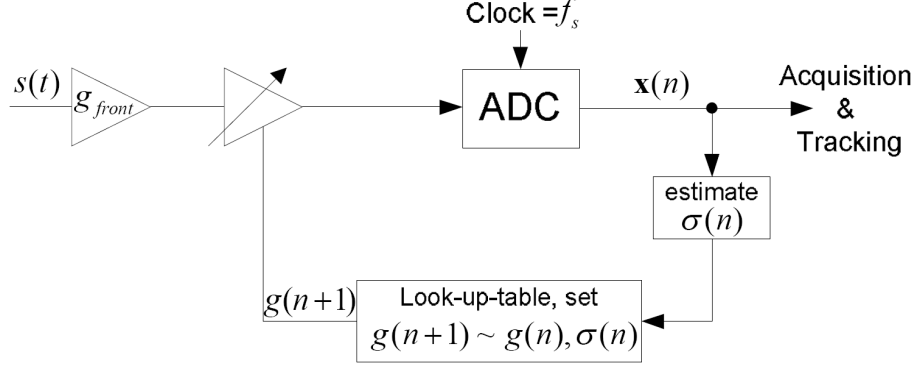 Clock = f_s
s(t)
g_front
ADC
x(n)
Acquisition
&
Tracking
estimate
σ(n)
g(n+1)
Look-up-table, set
g(n+1) ~ g(n), σ(n)